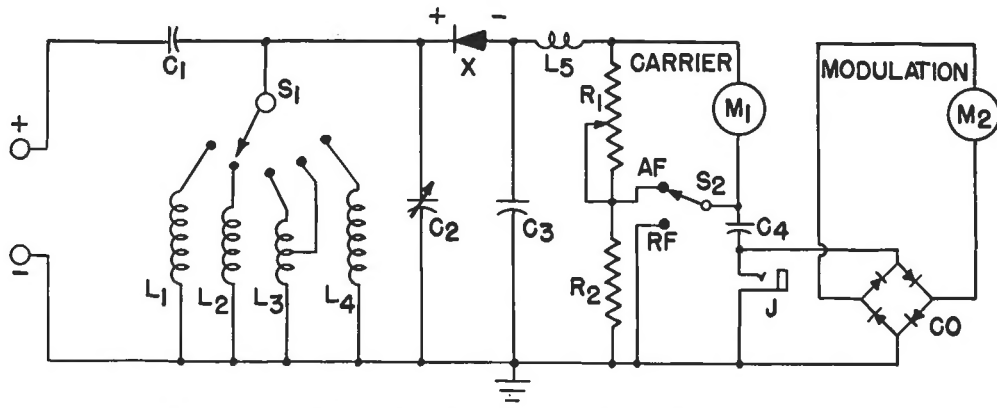 +
-
C1
S1
L1
L2
L3
L4
C2
+ -
X
C3
L5
CARRIER
R1
M1
AF
S2
RF
R2
C4
J
MODULATION
M2
CO